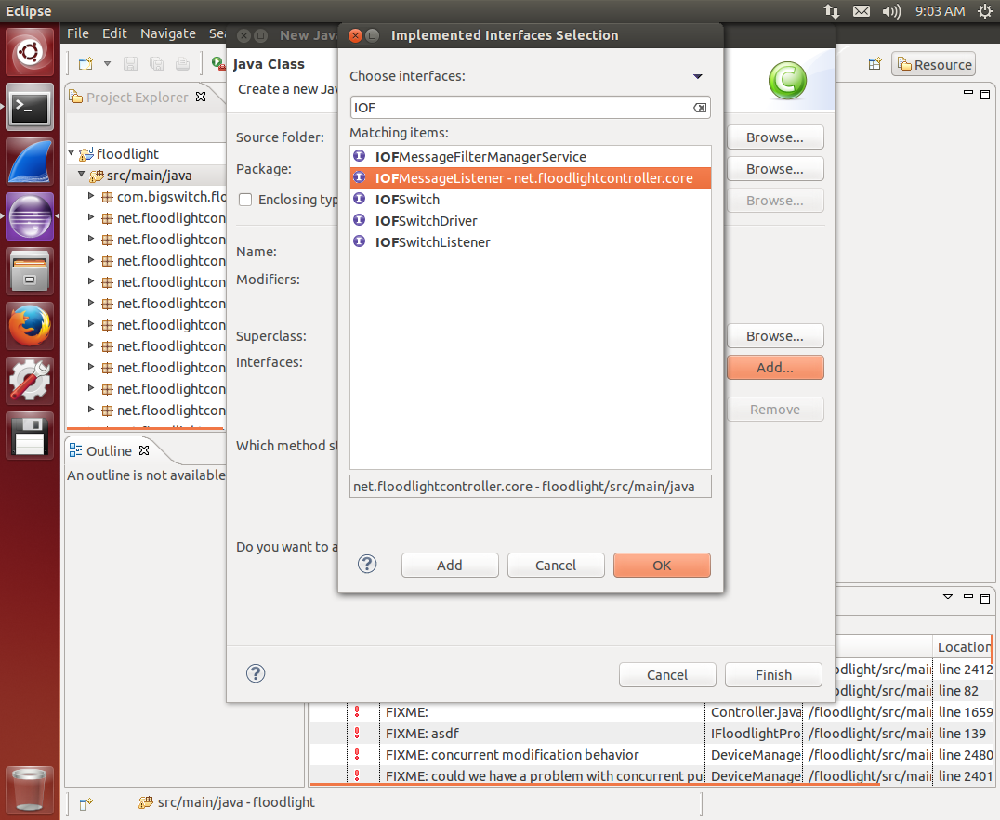 Eclipse
9:03 AM
File Edit Navigate Sea
New Java
Implemented Interfaces Selection
Resource
Project Explorer
floodlight
src/main/java
com.bigswitch.flo
net.floodlightcon
net.floodlightcon
net.floodlightcon
net.floodlightcon
net.floodlightcon
net.floodlightcon
net.floodlightcon
net.floodlightcon
net.floodlightcon
net.floodlightcon
Outline
An outline is not available
Java Class
Create a new Jav
Source folder:
Browse...
Package:
Browse...
Enclosing typ
Browse...
Name:
Modifiers:
Superclass:
Browse...
Interfaces:
Add...
Remove
Which method st
Do you want to a
Cancel
Finish
Choose interfaces:
IOF
Matching items:
IOFMessageFilterManagerService
IOFMessageListener - net.floodlightcontroller.core
IOFSwitch
IOFSwitchDriver
IOFSwitchListener
net.floodlightcontroller.core - floodlight/src/main/java
Add
Cancel
OK
Location
odlight/src/mai line 2412
odlight/src/mai line 82
FIXME: Controller.java /floodlight/src/mai line 1659
FIXME: asdf IFloodlightPro /floodlight/src/mai line 139
FIXME: concurrent modification behavior DeviceManage /floodlight/src/mai line 2480
FIXME: could we have a problem with concurrent pu DeviceManage /floodlight/src/mai line 2401
src/main/java - floodlight